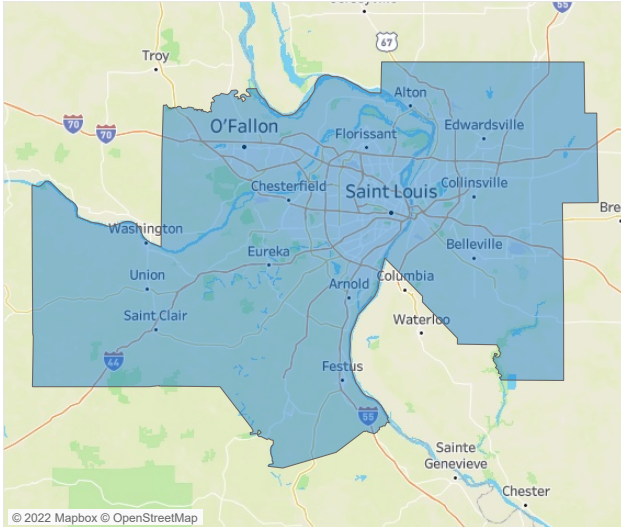 55
67
Troy
Alton
70
70
O'Fallon
Florissant
Edwardsville
Chesterfield
Saint Louis
Collinsville
Bre
Washington
Eureka
Belleville
Union
Arnold
Columbia
Saint Clair
Waterloo
44
Festus
55
Sainte
Genevieve
Chester
© 2022 Mapbox © OpenStreetMap